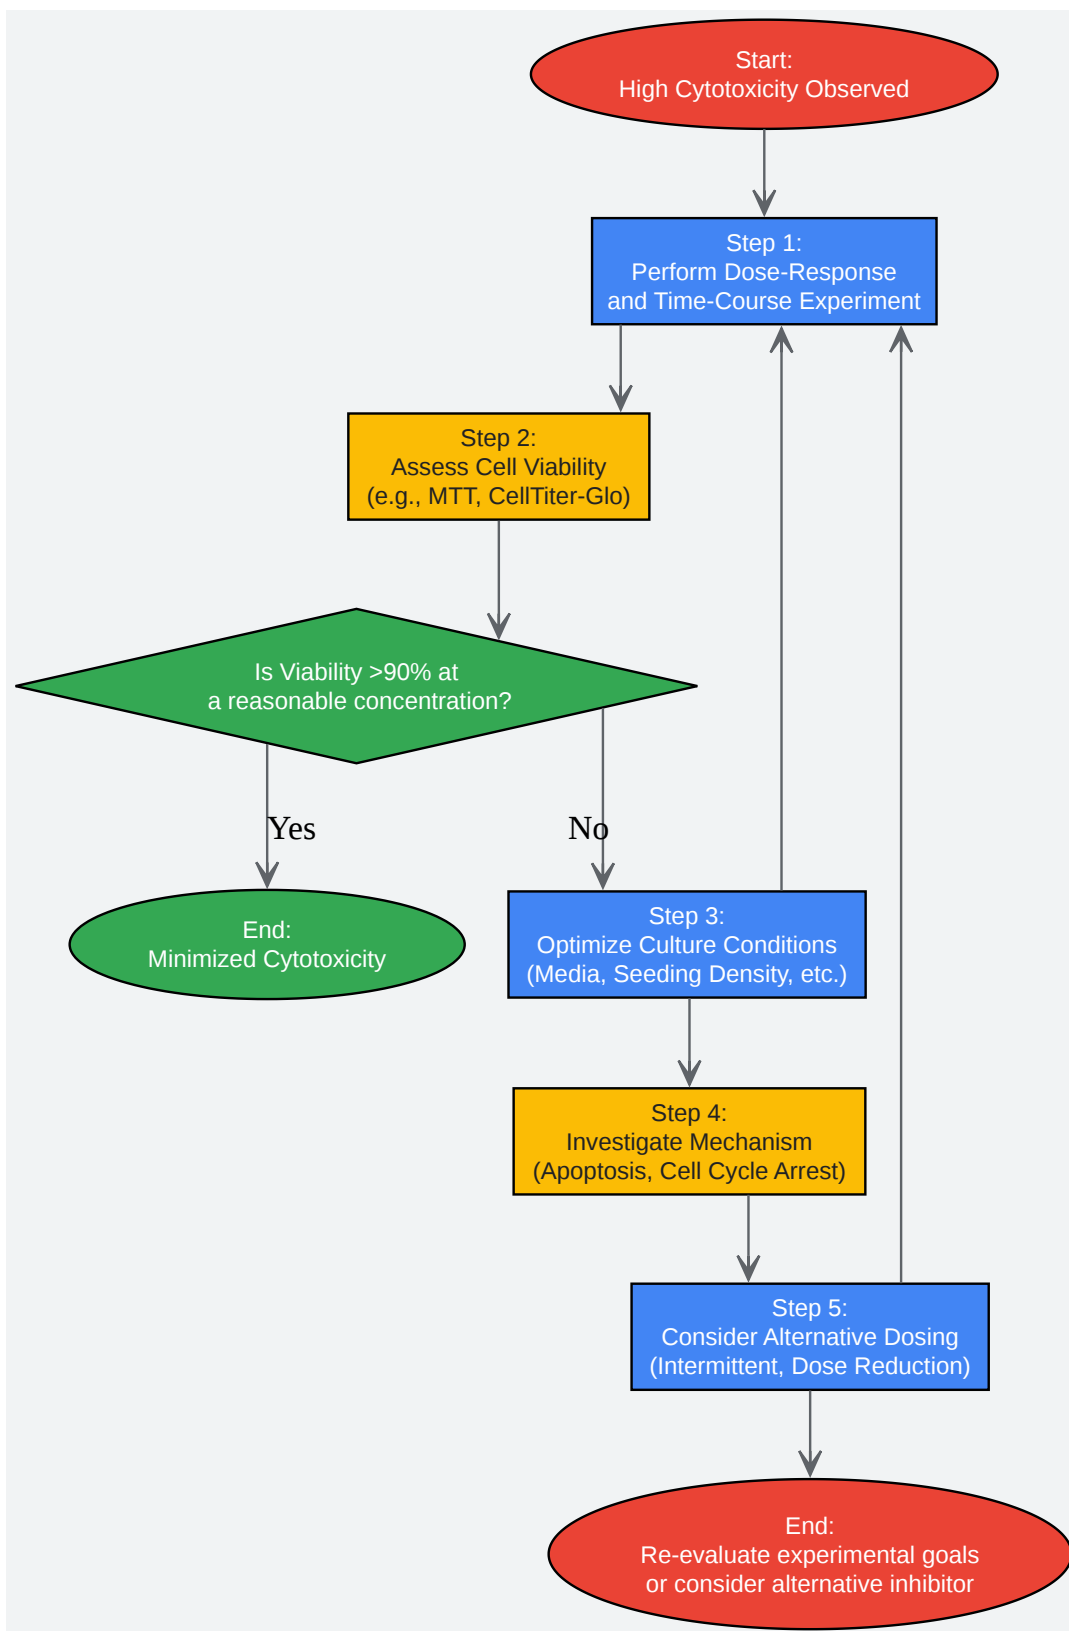 Start:
High Cytotoxicity Observed
Step 1:
Perform Dose-Response
and Time-Course Experiment
Step 2:
Assess Cell Viability
(e.g., MTT, CellTiter-Glo)
Is Viability >90% at
a reasonable concentration?
Yes
No
End:
Minimized Cytotoxicity
Step 3:
Optimize Culture Conditions
(Media, Seeding Density, etc.)
Step 4:
Investigate Mechanism
(Apoptosis, Cell Cycle Arrest)
Step 5:
Consider Alternative Dosing
(Intermittent, Dose Reduction)
End:
Re-evaluate experimental goals
or consider alternative inhibitor